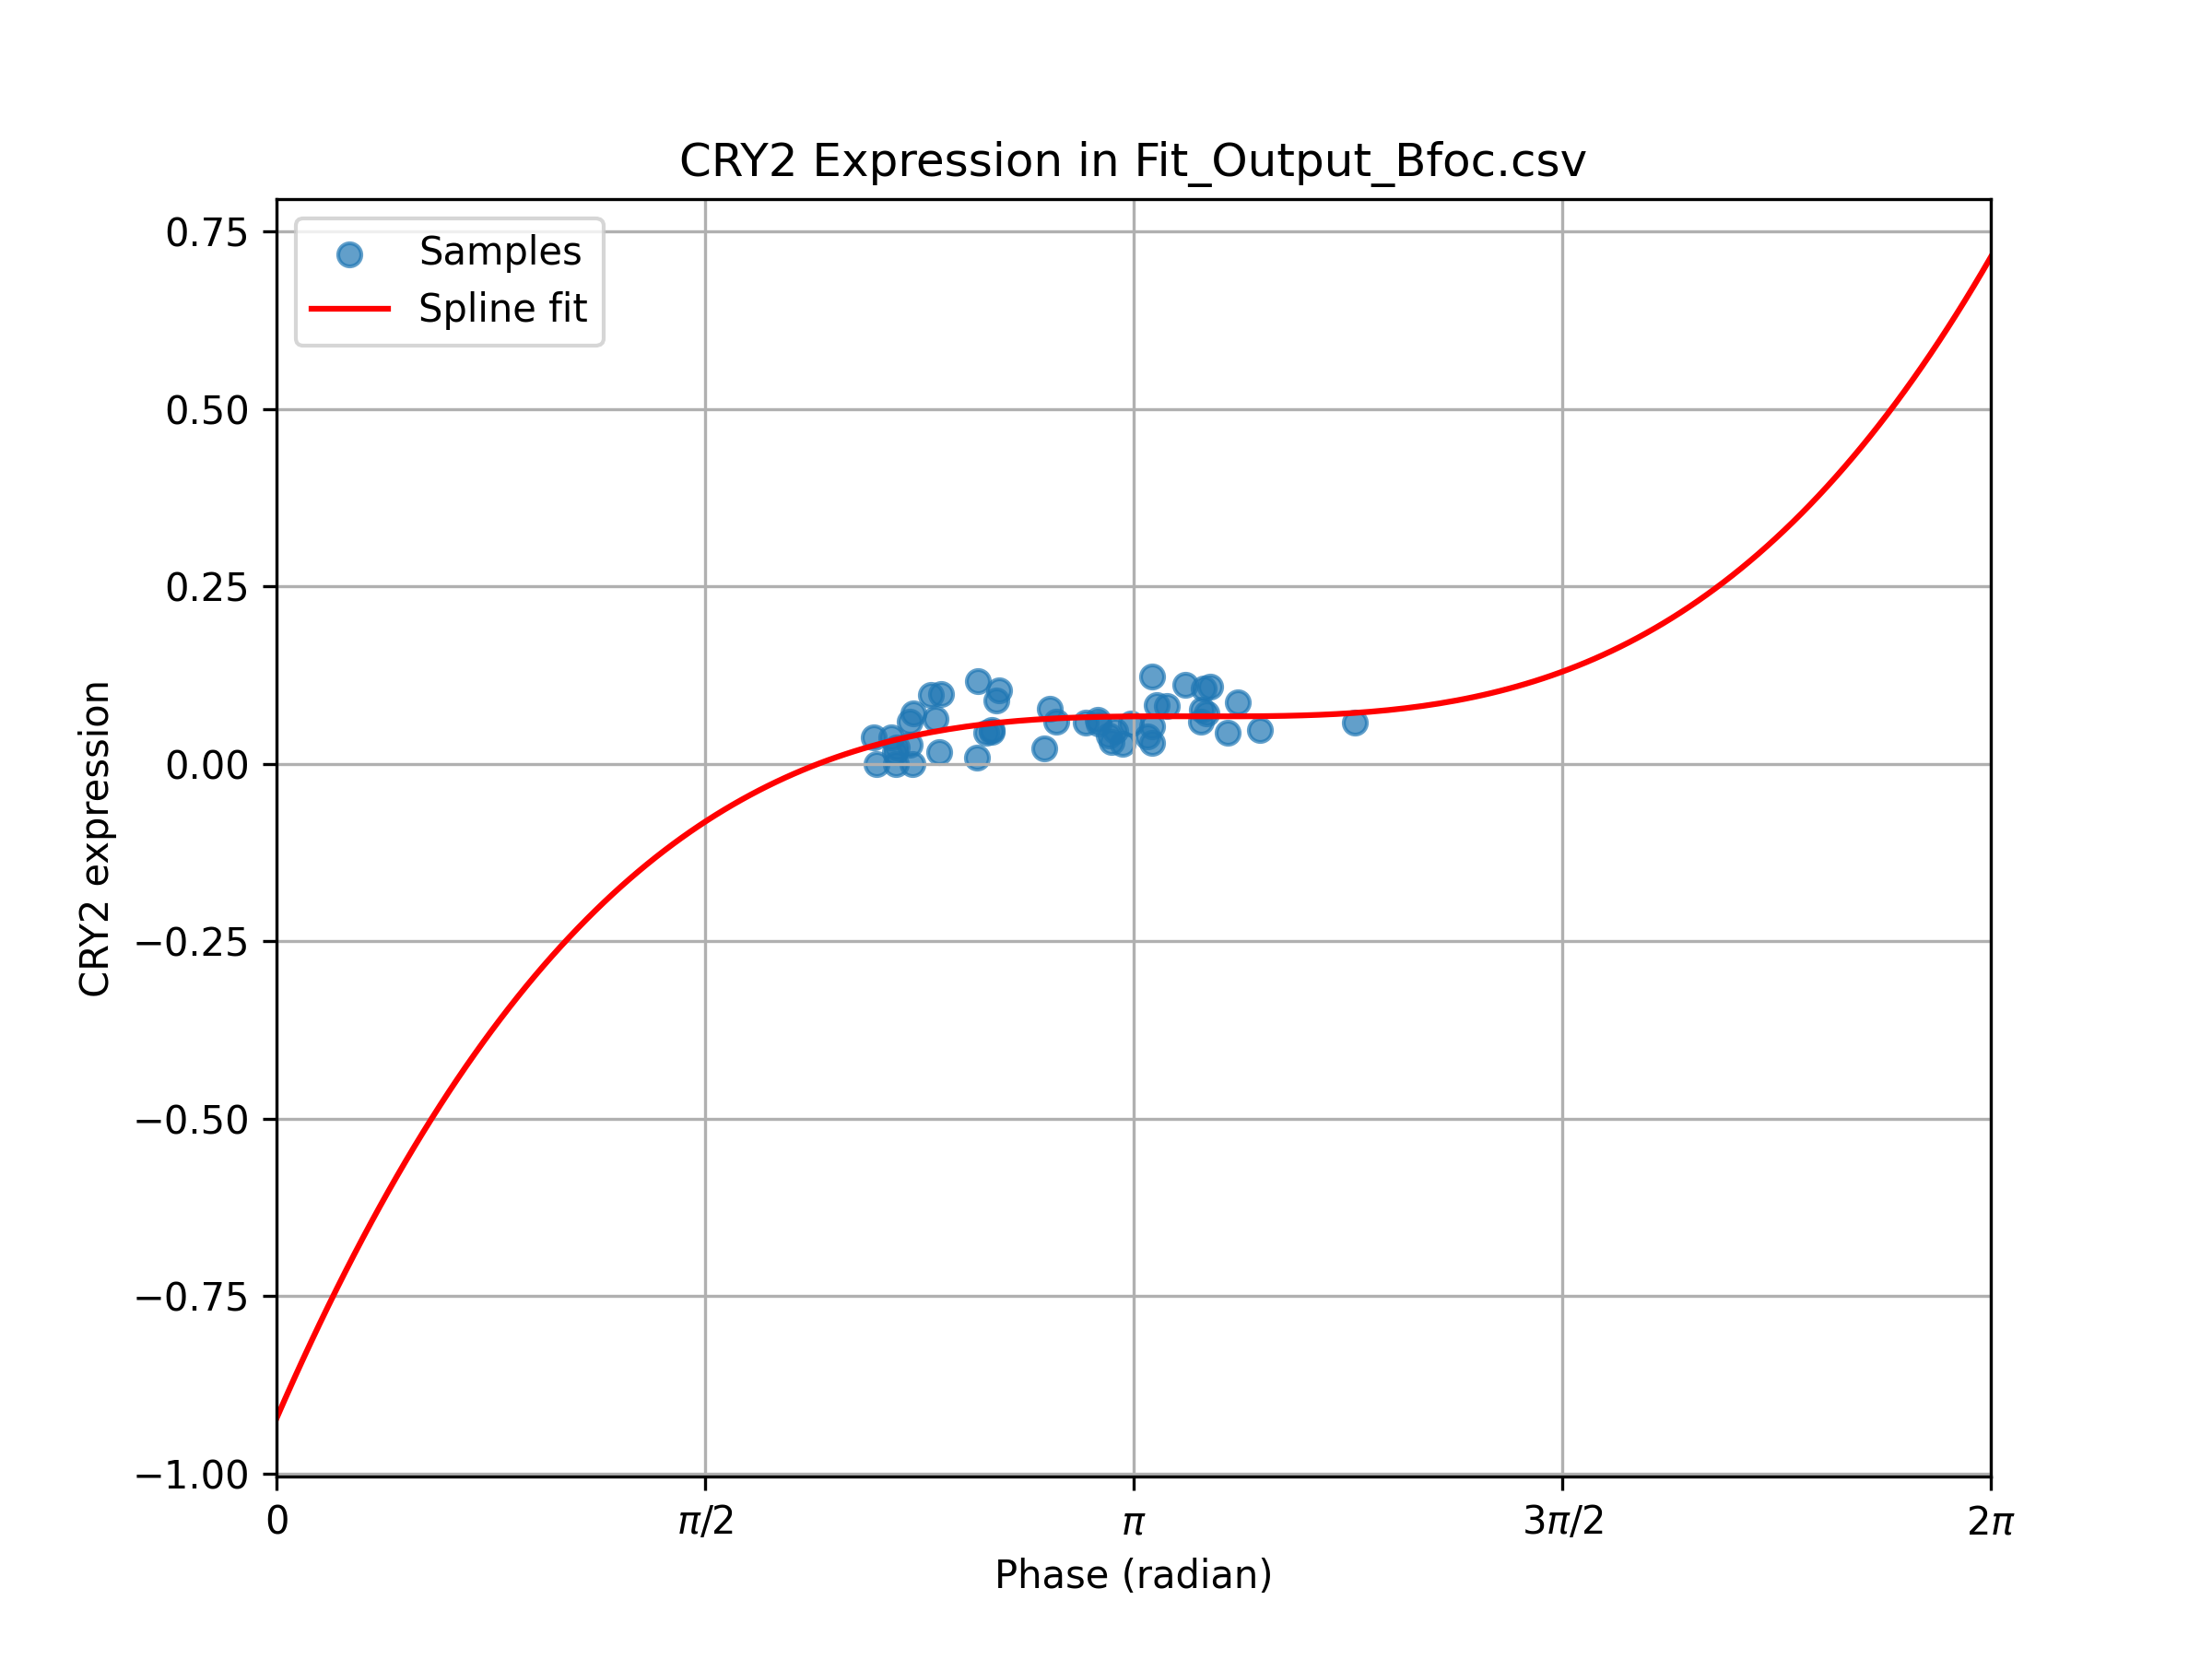 CRY2 Expression in Fit_Output_Bfoc.csv
Samples
Spline fit
0.75
0.50
0.25
0.00
−0.25
−0.50
−0.75
−1.00
CRY2 expression
0 π/2 π 3π/2 2π
Phase (radian)